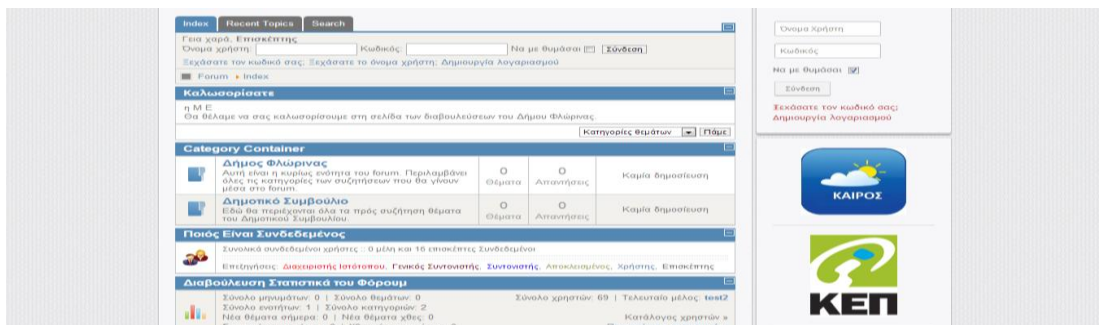 Index Recent Topics Search
Γεια χαρά, Επισκέπτης
Όνομα χρήστη: Κωδικός: Να με θυμάσαι Σύνδεση
Ξεχάσατε τον κωδικό σας; Ξεχάσατε το όνομα χρήστη; Δημιουργία λογαριασμού
Forum Index
Καλωσορίσατε
η Μ Ε
Θα θέλαμε να σας καλωσορίσουμε στη σελίδα των διαβουλεύσεων του Δήμου Φλώρινας
Κατηγορίες θεμάτων Πάμε
Category Container
Δήμος Φλώρινας
Αυτή είναι η κυρίως ενότητα του forum. Περιλαμβάνει
όλες τις κατηγορίες των συζητήσεων που θα γίνουν
μέσα στο forum.
0 Θέματα
0 Απαντήσεις
Καμία δημοσίευση
Δημοτικό Συμβούλιο
Εδώ θα περιέχονται όλα τα πρός συζήτηση θέματα
του Δημοτικού Συμβουλίου.
0 Θέματα
0 Απαντήσεις
Καμία δημοσίευση
Ποιός Είναι Συνδεδεμένος
Συνολικά συνδεδεμένοι χρήστες :: 0 μέλη και 16 επισκέπτες Συνδεδεμένοι
Επεξηγήσεις: Διαχειριστής Ιστότοπου, Γενικός Συντονιστής, Συντονιστής, Αποκλεισμένος, Χρήστης, Επισκέπτης
Διαβούλευση Στατιστικά του Φόρουμ
Σύνολο μηνυμάτων: 0 | Σύνολο θεμάτων: 0
Σύνολο ενοτήτων: 1 | Σύνολο κατηγοριών: 2
Νέα θέματα σήμερα: 0 | Νέα θέματα χθες: 0
Σύνολο χρηστών: 69 | Τελευταίο μέλος: test2
Κατάλογος χρηστών »
Όνομα Χρήστη
Κωδικός
Να με θυμάσαι
Σύνδεση
Ξεχάσατε τον κωδικό σας;
Δημιουργία λογαριασμού
ΚΑΙΡΟΣ
ΚΕΠ